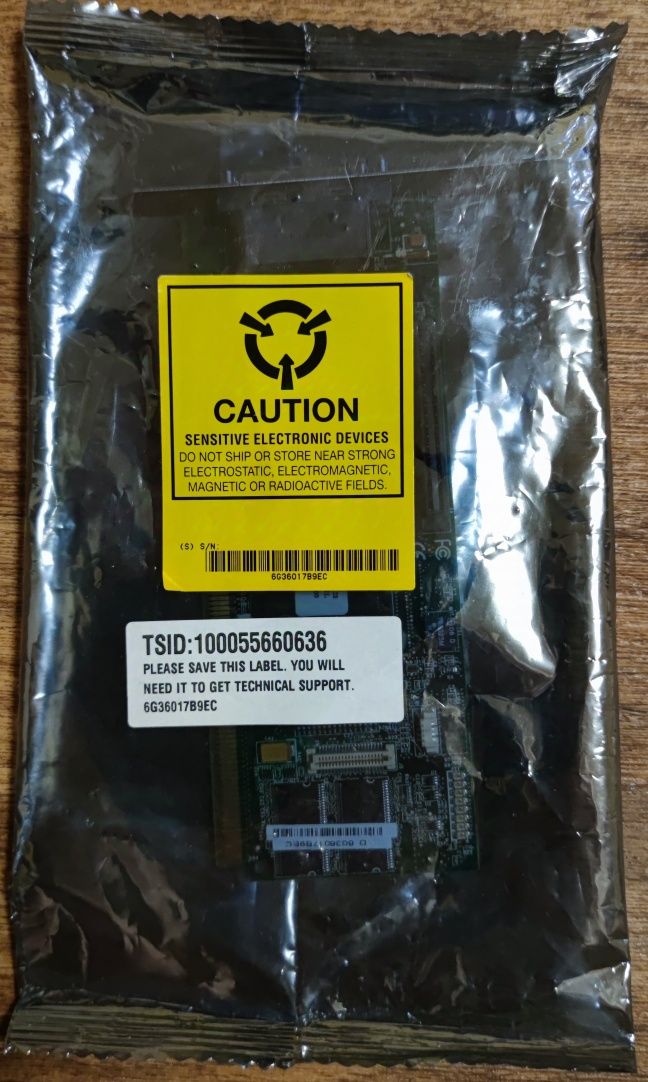 CAUTION
SENSITIVE ELECTRONIC DEVICES
DO NOT SHIP OR STORE NEAR STRONG
ELECTROSTATIC, ELECTROMAGNETIC,
MAGNETIC OR RADIOACTIVE FIELDS.
(S) S/N:
6G36017B9EC
TSID:100055660636
PLEASE SAVE THIS LABEL. YOU WILL
NEED IT TO GET TECHNICAL SUPPORT.
6G36017B9EC